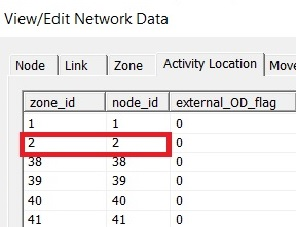 View/Edit Network Data
Node Link Zone Activity Location Move
zone_id node_id external_OD_flag
1 1 0
2 2 0
38 38 0
39 39 0
40 40 0
41 41 0